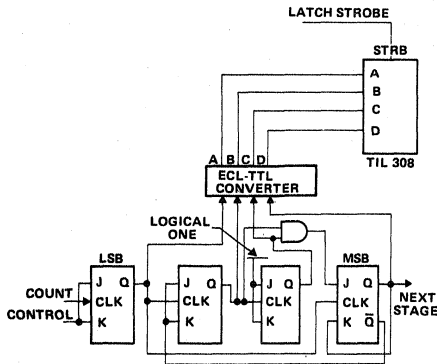 LATCH STROBE
STRB
A
B
C
D
TIL 308
A B C D
ECL-TTL
CONVERTER
LOGICAL
ONE
LSB
MSB
J Q
J Q
J Q
J Q
COUNT
CLK
CLK
CLK
CLK
NEXT
STAGE
CONTROL
K
K
K
K Q̅